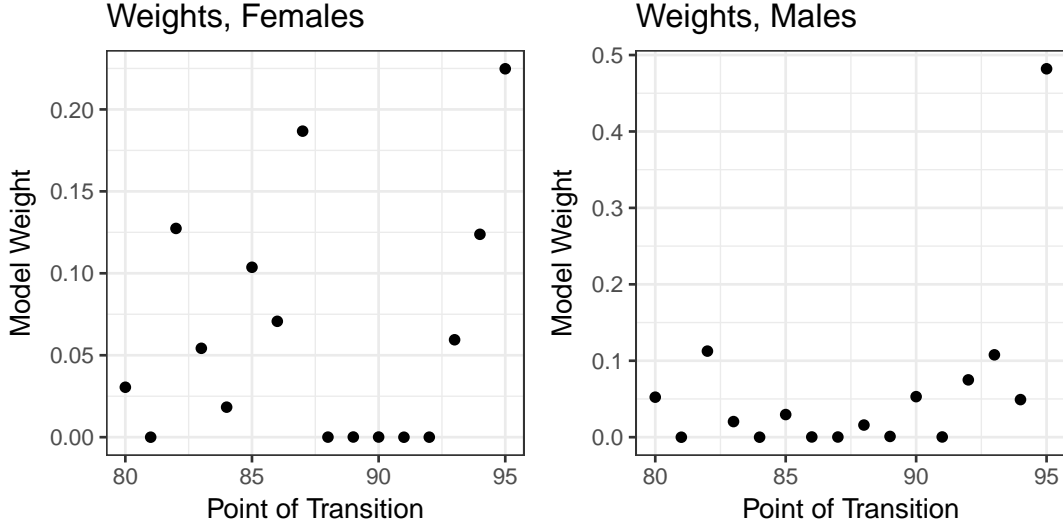 Weights, Females
Model Weight
0.20
0.15
0.10
0.05
0.00
80 85 90 95
Point of Transition
Weights, Males
Model Weight
0.5
0.4
0.3
0.2
0.1
0.0
80 85 90 95
Point of Transition